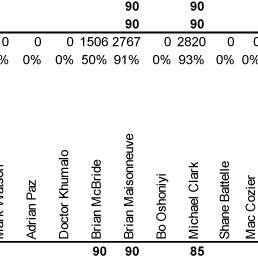 90 90
90 90
0 0 0 1506 2767 0 2820 0 0
% 0% 0% 50% 91% 0% 93% 0% 0%
Adrian Paz
Doctor Khumalo
Brian McBride
Brian Maisonneuve
Bo Oshoniyi
Michael Clark
Shane Battelle
Mac Cozier
90 90 85